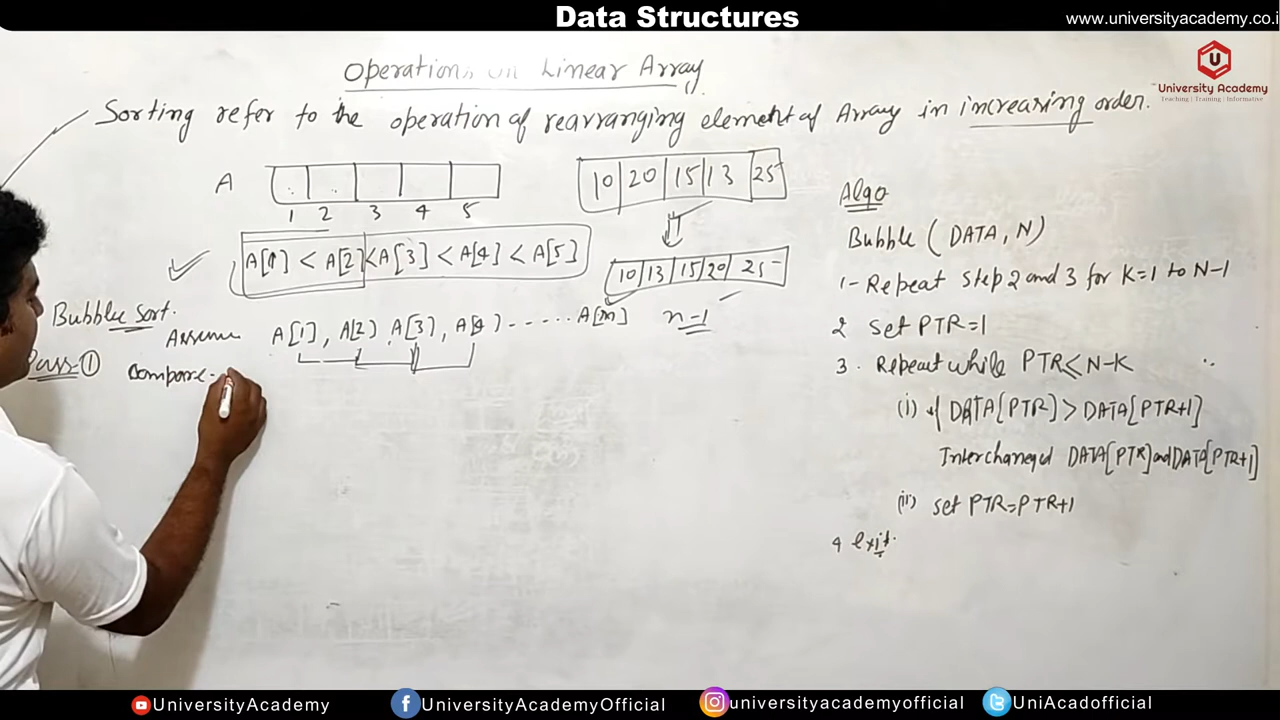 Data Structures
www.universityacademy.co.i
University Academy
Teaching | Training | Informative
Operations on Linear Array
Sorting refer to the operation of rearranging element of Array in increasing order.
A
1 2 3 4 5
10 20 15 13 25
A[1] < A[2] < A[3] < A[4] < A[5]
10 13 15 20 25
Bubble Sort.
Assume A[1], A[2], A[3], A[4] ...... A[n] n-1
Pass ① Compare
Algo
Bubble (DATA, N)
1- Repeat Step 2 and 3 for K=1 to N-1
2 set PTR=1
3. Repeat while PTR ≤ N-K
(i) if DATA[PTR] > DATA[PTR+1]
Interchanged DATA[PTR] and DATA[PTR+1]
(ii) set PTR=PTR+1
4 exit.
UniversityAcademy
UniversityAcademyOfficial
universityacademyofficial
UniAcadofficial